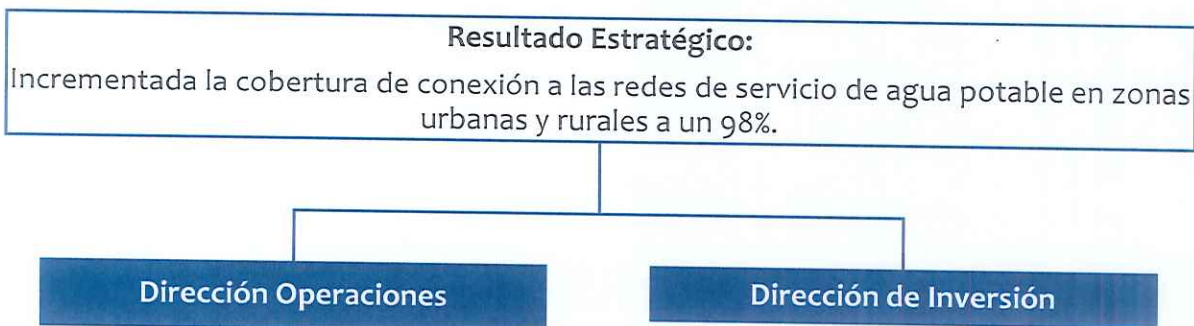 Resultado Estratégico:
Incrementada la cobertura de conexión a las redes de servicio de agua potable en zonas
urbanas y rurales a un 98%.
Dirección Operaciones
Dirección de Inversión